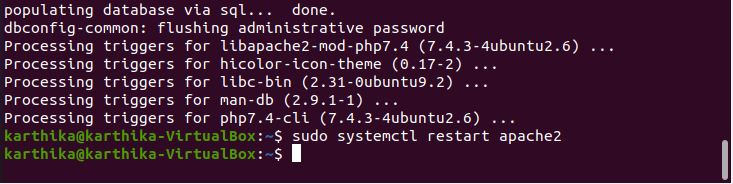 populating database via sql...  done.
dbconfig-common: flushing administrative password
Processing triggers for libapache2-mod-php7.4 (7.4.3-4ubuntu2.6) ...
Processing triggers for hicolor-icon-theme (0.17-2) ...
Processing triggers for libc-bin (2.31-0ubuntu9.2) ...
Processing triggers for man-db (2.9.1-1) ...
Processing triggers for php7.4-cli (7.4.3-4ubuntu2.6) ...
karthika@karthika-VirtualBox:~$ sudo systemctl restart apache2
karthika@karthika-VirtualBox:~$